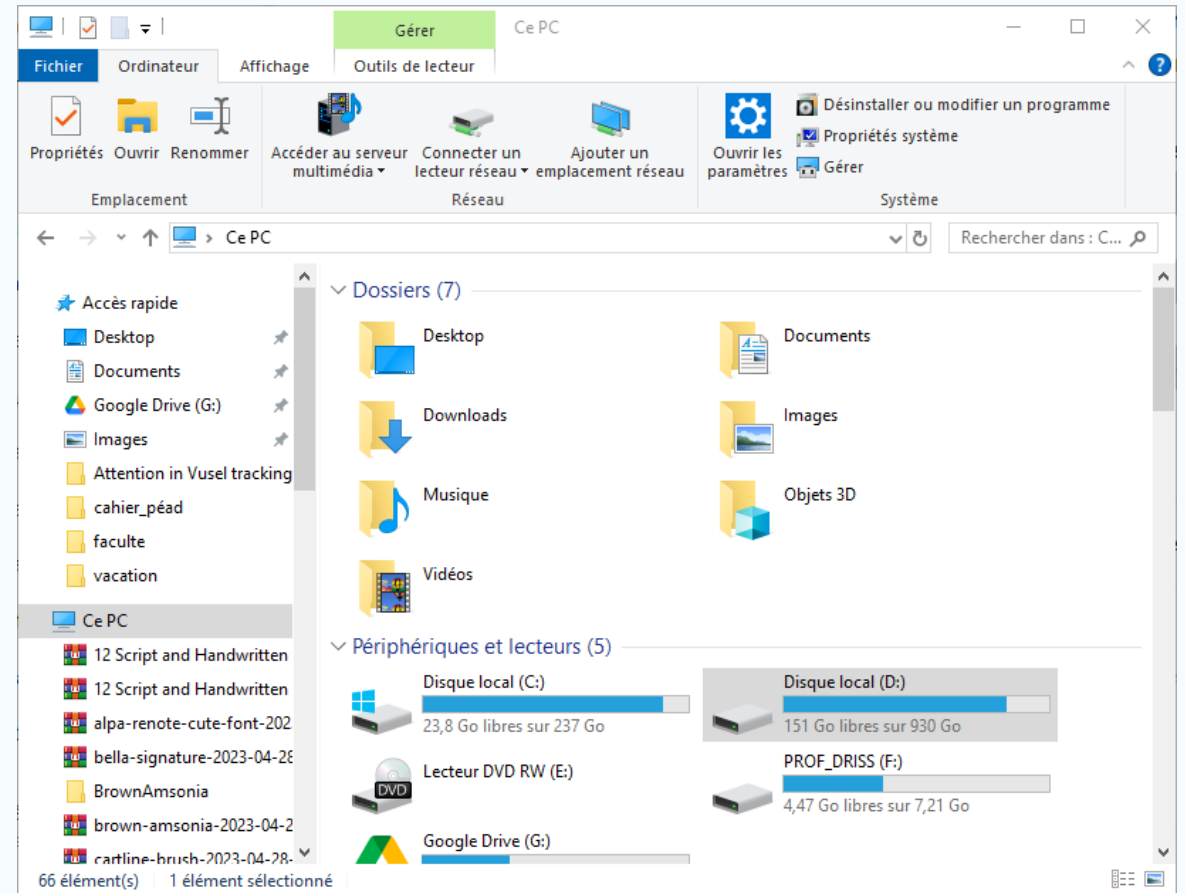 Gérer
Ce PC
Fichier
Ordinateur
Affichage
Outils de lecteur
Propriétés
Ouvrir
Renommer
Accéder au serveur
multimédia
Connecter un
lecteur réseau
Ajouter un
emplacement réseau
Ouvrir les
paramètres
Désinstaller ou modifier un programme
Propriétés système
Gérer
Emplacement
Réseau
Système
Ce PC
Rechercher dans : C...
Accès rapide
Desktop
Documents
Google Drive (G:)
Images
Attention in Vusel tracking
cahier_péad
faculte
vacation
Ce PC
12 Script and Handwritten
12 Script and Handwritten
alpa-renote-cute-font-202
bella-signature-2023-04-28
BrownAmsonia
brown-amsonia-2023-04-2
cartline-brush-2023-04-28-
Dossiers (7)
Desktop
Documents
Downloads
Images
Musique
Objets 3D
Vidéos
Périphériques et lecteurs (5)
Disque local (C:)
23,8 Go libres sur 237 Go
Disque local (D:)
151 Go libres sur 930 Go
DVD
Lecteur DVD RW (E:)
PROF_DRISS (F:)
4,47 Go libres sur 7,21 Go
Google Drive (G:)
66 élément(s)
1 élément sélectionné